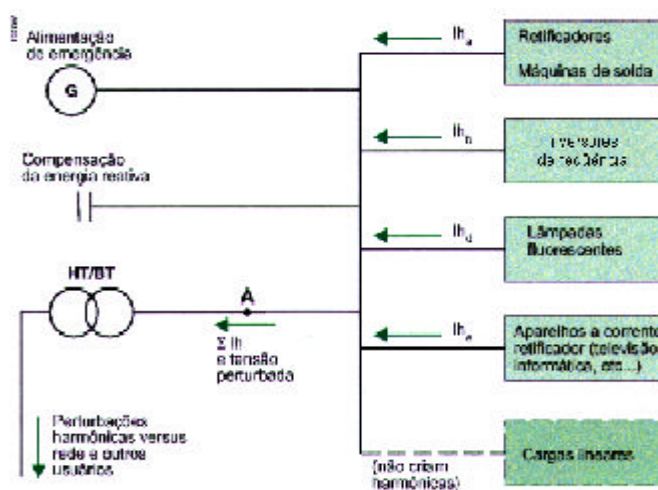 Alimentação
de emergência
G
Compensação
da energia reativa
HT/BT
A
Σ Ih
e tensão
perturbada
Perturbações
harmônicas versus
rede e outros
usuários
Ih a
Retificadores
Máquinas de solda
Ih b
Ih d
Lâmpadas
fluorescentes
Ih e
Aparelhos a corrente
retificador (televisão
informática, etc...)
(não criam
harmônicas)
Cargas lineares